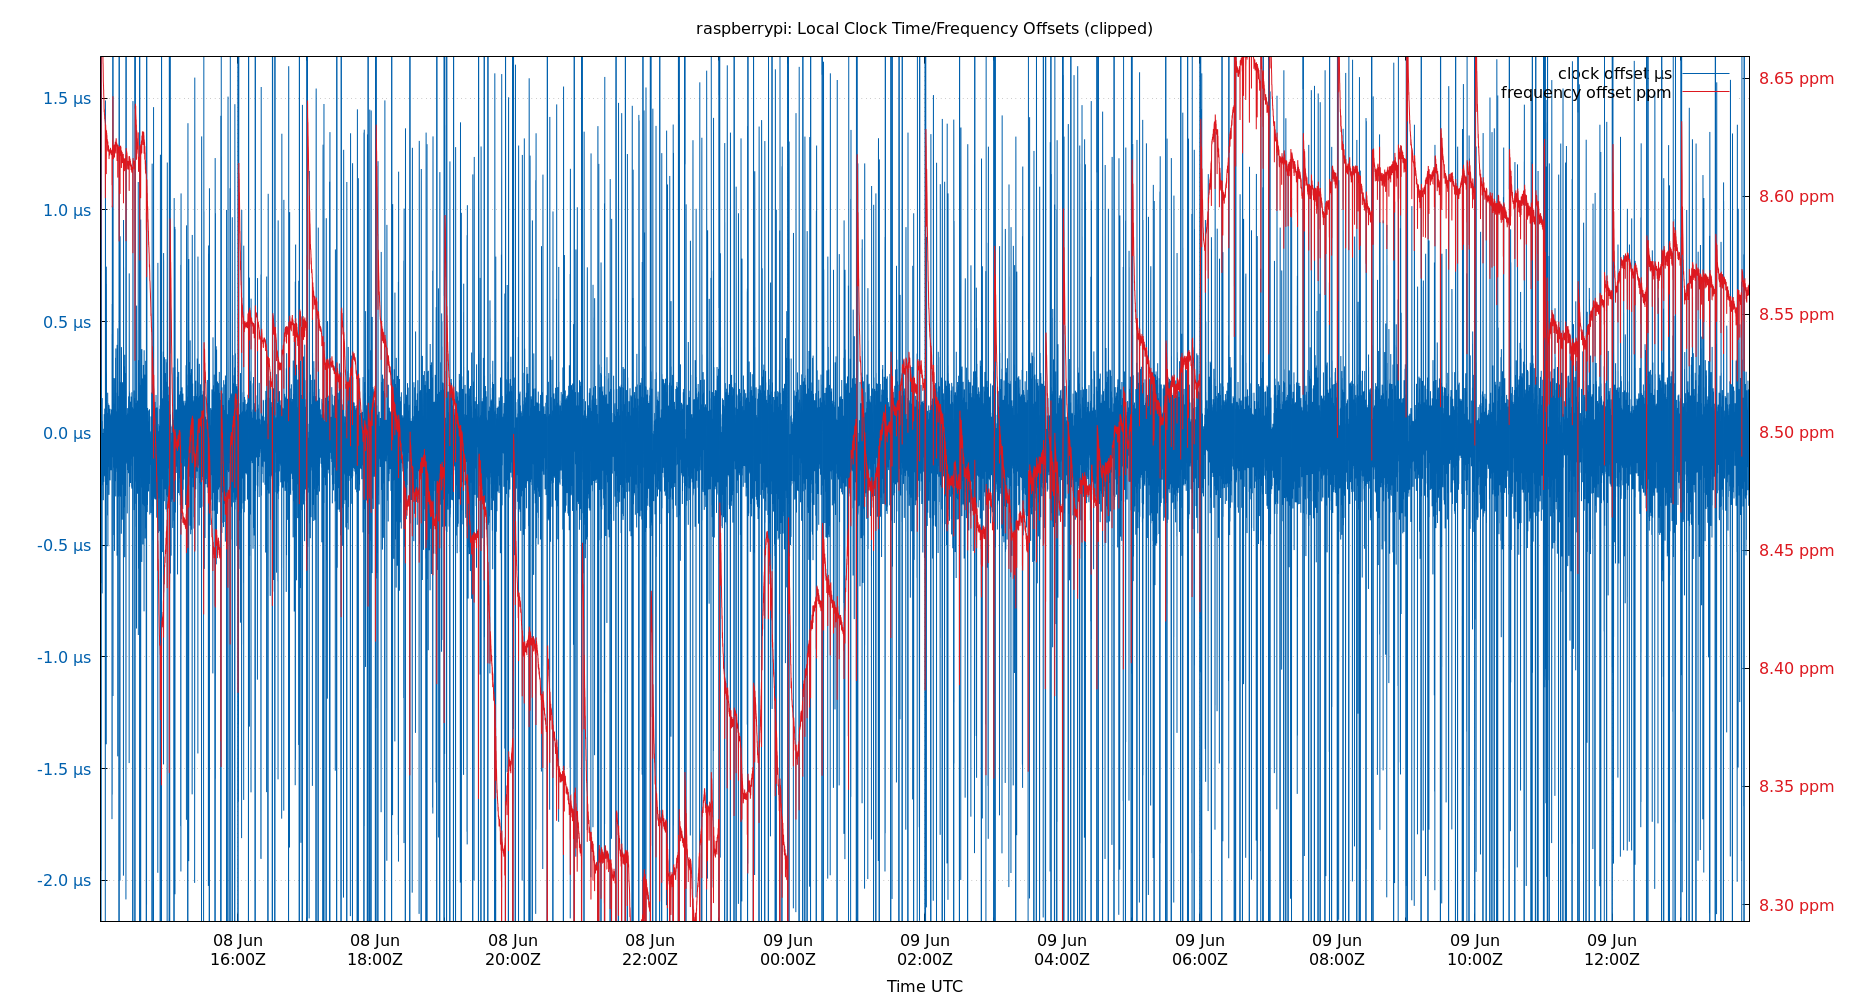 raspberrypi: Local Clock Time/Frequency Offsets (clipped)
clock offset µs
frequency offset ppm
1.5 µs
1.0 µs
0.5 µs
0.0 µs
-0.5 µs
-1.0 µs
-1.5 µs
-2.0 µs
8.65 ppm
8.60 ppm
8.55 ppm
8.50 ppm
8.45 ppm
8.40 ppm
8.35 ppm
8.30 ppm
08 Jun
16:00Z
08 Jun
18:00Z
08 Jun
20:00Z
08 Jun
22:00Z
09 Jun
00:00Z
09 Jun
02:00Z
09 Jun
04:00Z
09 Jun
06:00Z
09 Jun
08:00Z
09 Jun
10:00Z
09 Jun
12:00Z
Time UTC